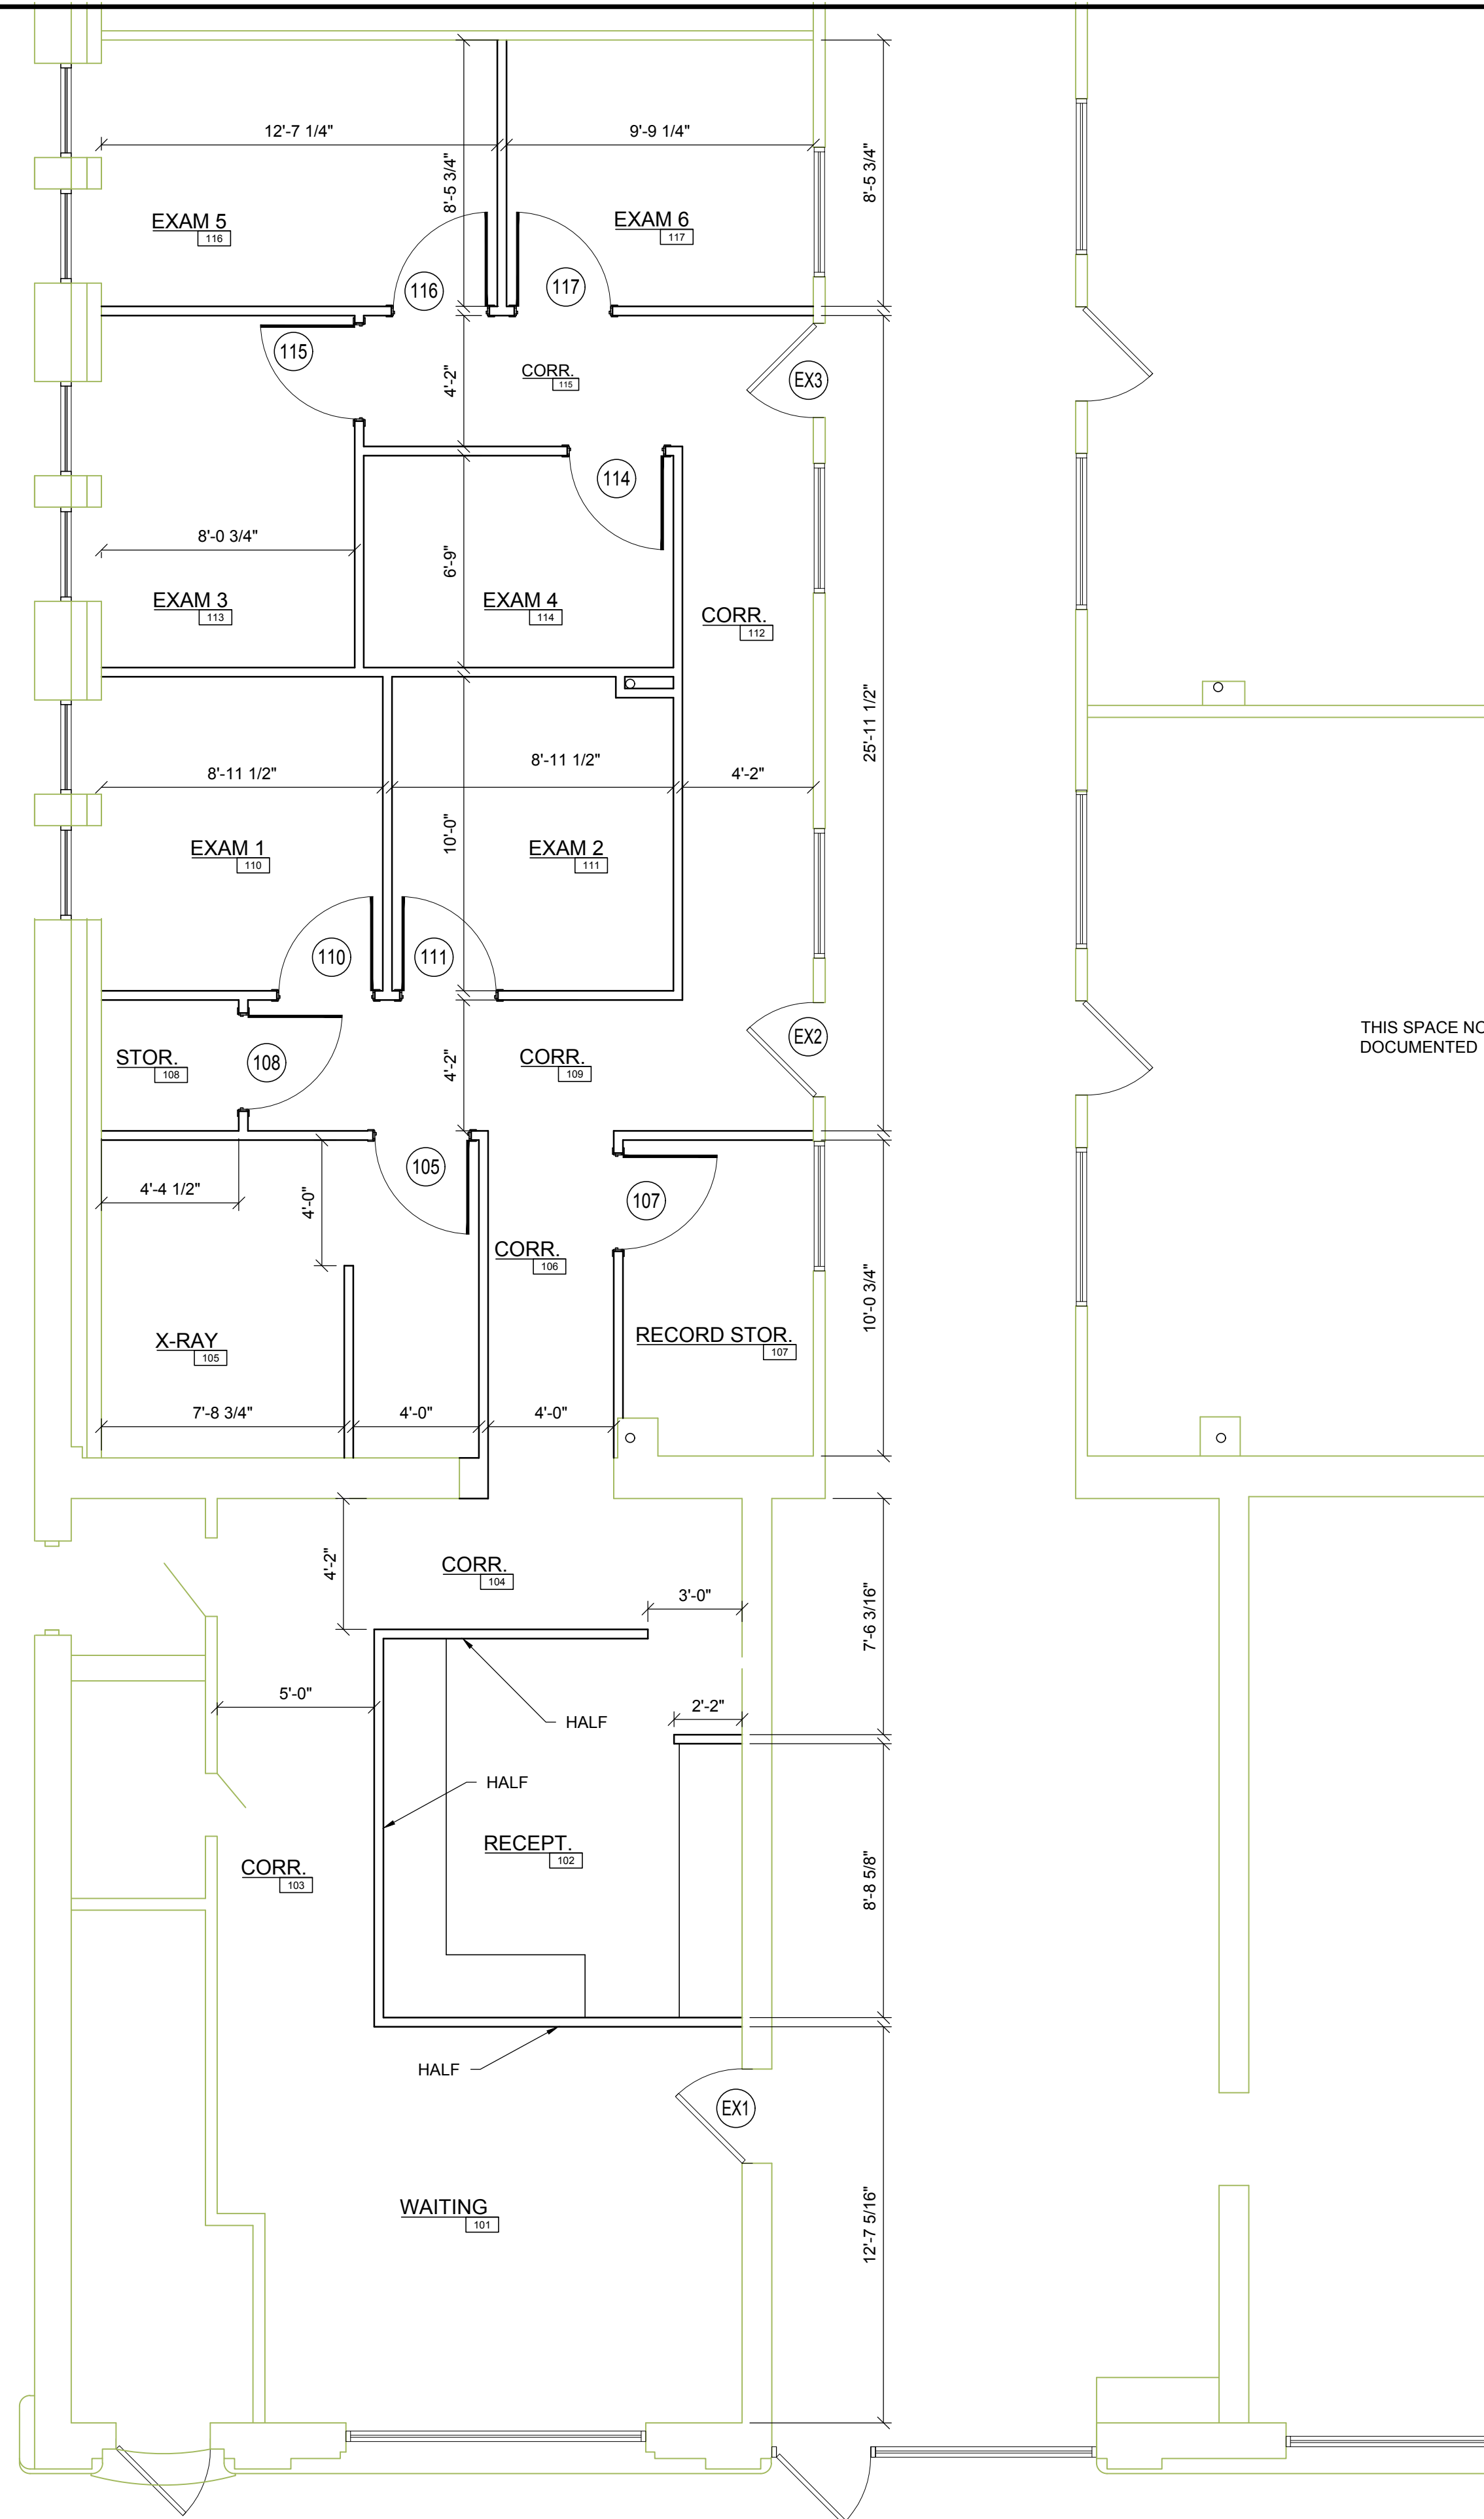 12'-7 1/4"
9'-9 1/4"
8'-5 3/4"
8'-5 3/4"
EXAM 5
116
EXAM 6
117
116
117
115
CORR.
115
EX3
4'-2"
114
8'-0 3/4"
6'-9"
EXAM 3
113
EXAM 4
114
CORR.
112
25'-11 1/2"
8'-11 1/2"
8'-11 1/2"
4'-2"
10'-0"
EXAM 1
110
EXAM 2
111
110
111
EX2
THIS SPACE NO
DOCUMENTED
STOR.
108
108
4'-2"
CORR.
109
105
4'-4 1/2"
4'-0"
107
CORR.
106
10'-0 3/4"
X-RAY
105
RECORD STOR.
107
7'-8 3/4"
4'-0"
4'-0"
4'-2"
CORR.
104
3'-0"
7'-6 3/16"
5'-0"
2'-2"
HALF
HALF
RECEPT.
102
CORR.
103
8'-8 5/8"
HALF
EX1
WAITING
101
12'-7 5/16"